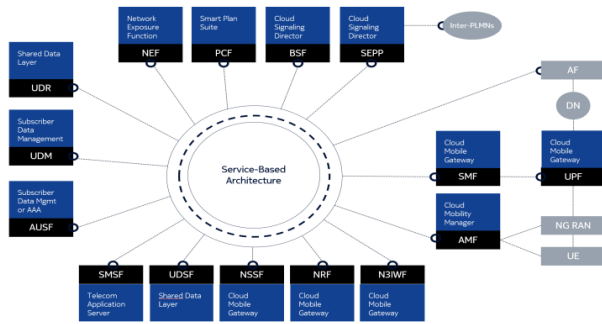 Network
Exposure
Function
NEF
Smart Plan
Suite
PCF
Cloud
Signaling
Director
BSF
Cloud
Signaling
Director
SEPP
Inter-PLMNs
Shared Data
Layer
UDR
AF
DN
Subscriber
Data
Management
UDM
Service-Based
Architecture
Cloud
Mobile
Gateway
SMF
Cloud
Mobile
Gateway
UPF
Subscriber
Data Mgmt
or AAA
AUSF
Cloud
Mobility
Manager
AMF
NG RAN
UE
SMSF
Telecom
Application
Server
UDSF
Shared Data
Layer
NSSF
Cloud
Mobile
Gateway
NRF
Cloud
Mobile
Gateway
N3IWF
Cloud
Mobile
Gateway